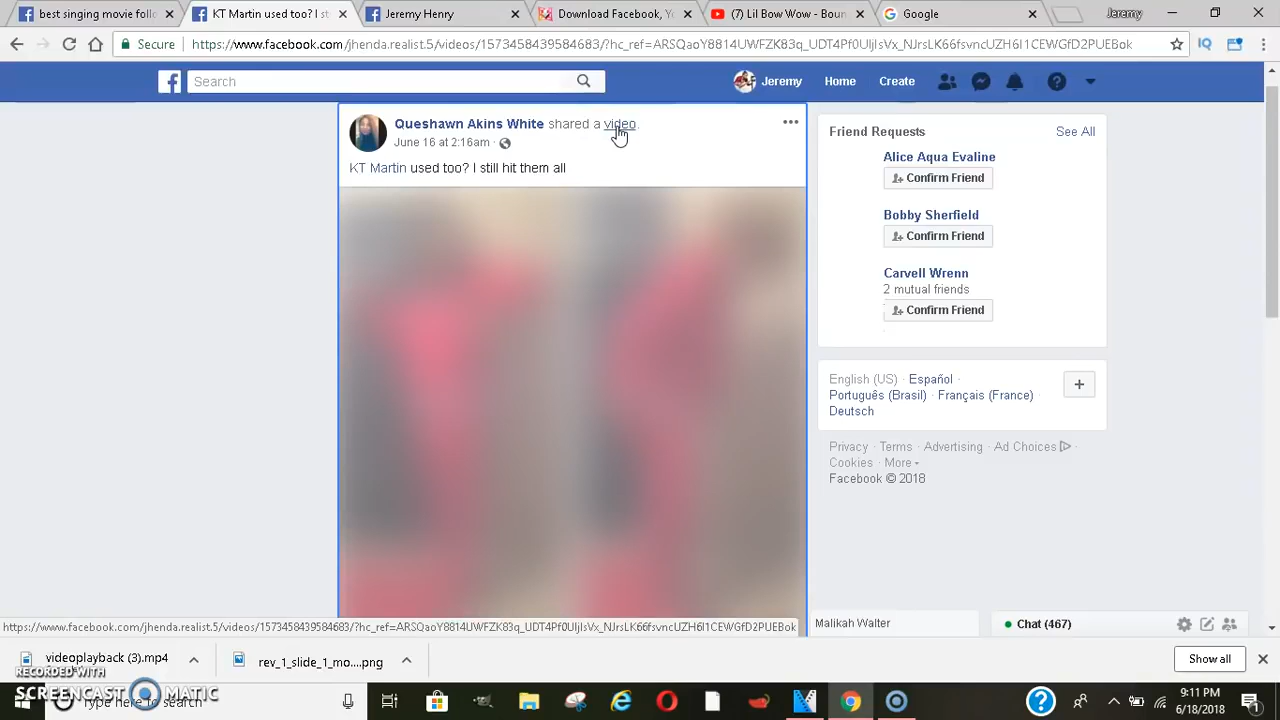 best singing movie follo
KT Martin used too? I st
Jeremy Henry
Download Facebook, Y
(7) Lil Bow Wow - Boun
Google
Jeremy
Secure
https://www.facebook.com/jhenda.realist.5/videos/1573458439584683/?hc_ref=ARSQaoY8814UWFZK83q_UDT4Pf0UljlsVx_NJrsLK66fsvncUZH6I1CEWGfD2PUEBok
Search
Jeremy
Home
Create
Queshawn Akins White shared a video.
June 16 at 2:16am
KT Martin used too? I still hit them all
Friend Requests
See All
Alice Aqua Evaline
Confirm Friend
Bobby Sherfield
Confirm Friend
Carvell Wrenn
2 mutual friends
Confirm Friend
English (US) · Español ·
Português (Brasil) · Français (France) ·
Deutsch
Privacy · Terms · Advertising · Ad Choices ·
Cookies · More
Facebook © 2018
https://www.facebook.com/jhenda.realist.5/videos/1573458439584683/?hc_ref=ARSQaoY8814UWFZK83q_UDT4Pf0UljlsVx_NJrsLK66fsvncUZH6I1CEWGfD2PUEBok
Malikah Walter
Chat (467)
videoplayback (3).mp4
rev_1_slide_1_mo....png
Show all
RECORDED WITH
SCREENCAST MATIC
Type here to search
9:11 PM
6/18/2018